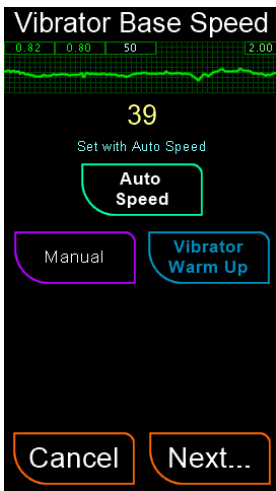 Vibrator Base Speed
0.82 0.80 50 2.00
39
Set with Auto Speed
Auto
Speed
Manual
Vibrator
Warm Up
Cancel
Next...